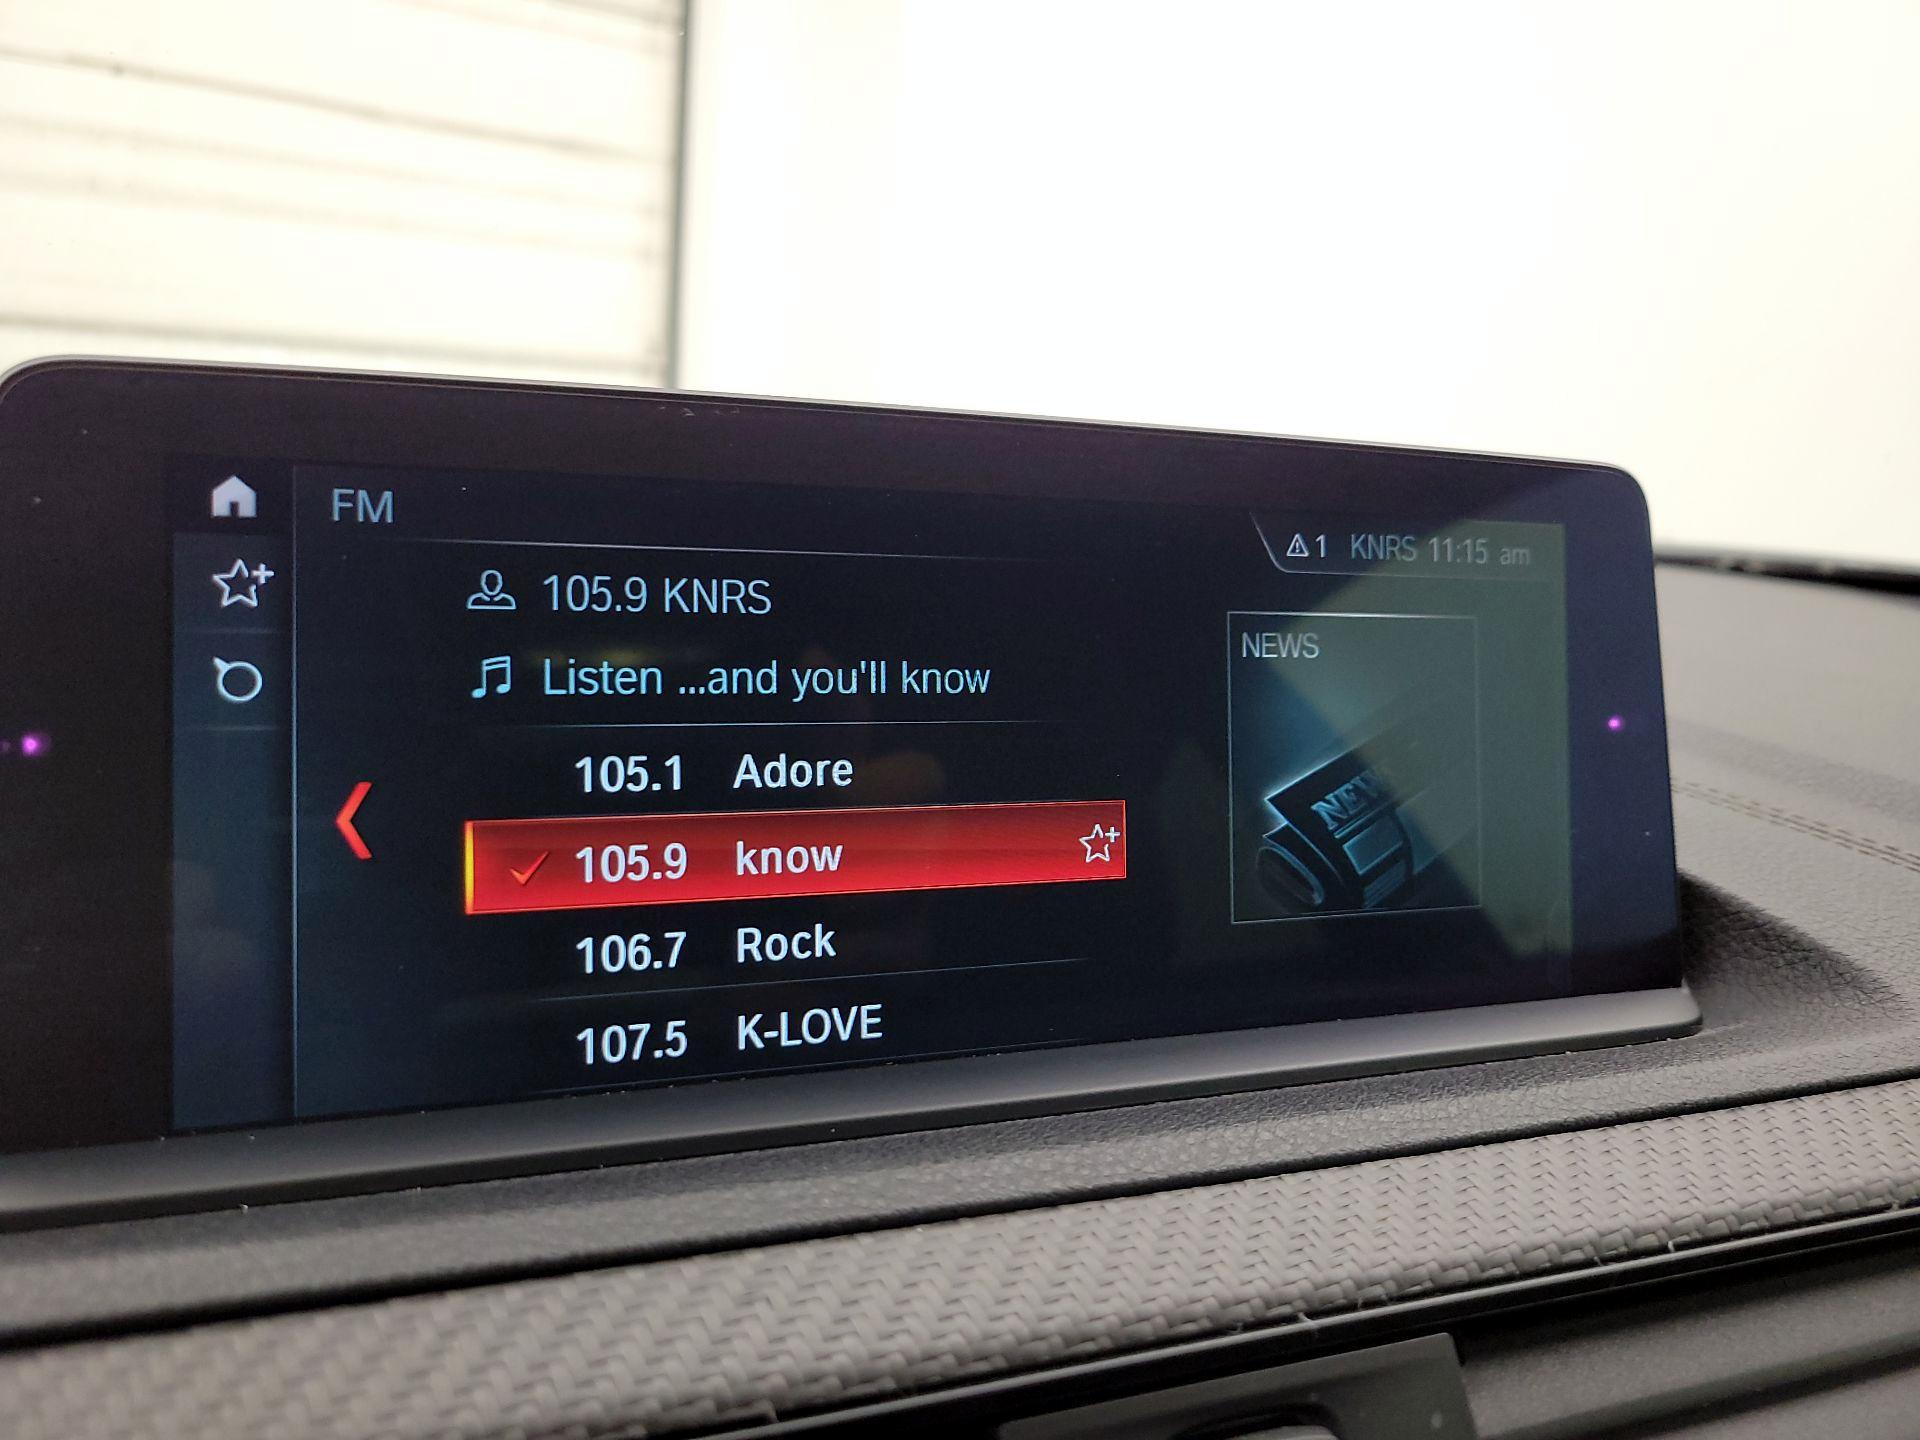 FM
1 KNRS 11:15 am
105.9 KNRS
Listen ...and you'll know
NEWS
NEWS
105.1 Adore
105.9 know
106.7 Rock
107.5 K-LOVE